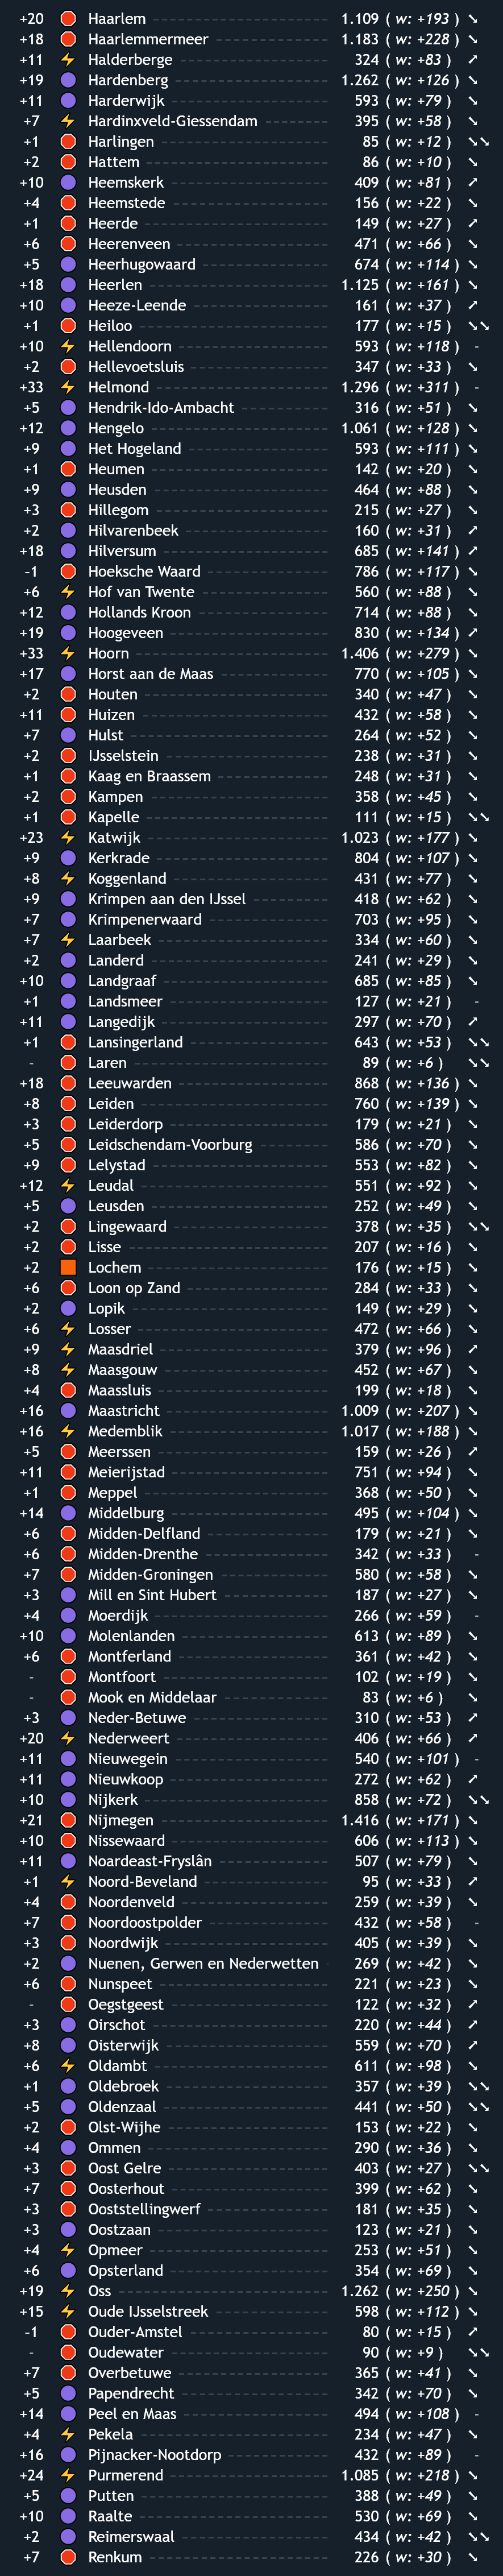 +20 Haarlem 1.109 ( w: +193) ↘
+18 Haarlemmermeer 1.183 ( w: +228 ) ↘
+11 Halderberge 324 ( w: +83 ) ↗
+19 Hardenberg 1.262 ( w: +126 ) ↘
+11 Harderwijk 593 ( w: +79 ) ↘
+7 Hardinxveld-Giessendam 395 ( w: +58 ) ↘
+1 Harlingen 85 ( w: +12 ) ↘↘
+2 Hattem 86 ( w: +10 ) ↘
+10 Heemskerk 409 ( w: +81 ) ↗
+4 Heemstede 156 ( w: +22 ) ↘
+1 Heerde 149 ( w: +27 ) ↗
+6 Heerenveen 471 ( w: +66 ) ↘
+5 Heerhugowaard 674 ( w: +114 ) ↘
+18 Heerlen 1.125 ( w: +161 ) ↘
+10 Heeze-Leende 161 ( w: +37 ) ↗
+1 Heiloo 177 ( w: +15 ) ↘↘
+10 Hellendoorn 593 ( w: +118 ) -
+2 Hellevoetsluis 347 ( w: +33 ) ↘
+33 Helmond 1.296 ( w: +311 ) -
+5 Hendrik-Ido-Ambacht 316 ( w: +51 ) ↘
+12 Hengelo 1.061 ( w: +128 ) ↘
+9 Het Hogeland 593 ( w: +111 ) ↘
+1 Heumen 142 ( w: +20 ) ↘
+9 Heusden 464 ( w: +88 ) ↘
+3 Hillegom 215 ( w: +27 ) ↘
+2 Hilvarenbeek 160 ( w: +31 ) ↗
+18 Hilversum 685 ( w: +141 ) ↗
-1 Hoeksche Waard 786 ( w: +117 ) ↘
+6 Hof van Twente 560 ( w: +88 ) ↘
+12 Hollands Kroon 714 ( w: +88 ) ↘
+19 Hoogeveen 830 ( w: +134 ) ↗
+33 Hoorn 1.406 ( w: +279 ) ↘
+17 Horst aan de Maas 770 ( w: +105 ) ↘
+2 Houten 340 ( w: +47 ) ↘
+11 Huizen 432 ( w: +58 ) ↘
+7 Hulst 264 ( w: +52 ) ↘
+2 IJsselstein 238 ( w: +31 ) ↘
+1 Kaag en Braassem 248 ( w: +31 ) ↘
+2 Kampen 358 ( w: +45 ) ↘
+1 Kapelle 111 ( w: +15 ) ↘↘
+23 Katwijk 1.023 ( w: +177 ) ↘
+9 Kerkrade 804 ( w: +107 ) ↘
+8 Koggenland 431 ( w: +77 ) ↘
+9 Krimpen aan den IJssel 418 ( w: +62 ) ↘
+7 Krimpenerwaard 703 ( w: +95 ) ↘
+7 Laarbeek 334 ( w: +60 ) ↘
+2 Landerd 241 ( w: +29 ) ↘
+10 Landgraaf 685 ( w: +85 ) ↘
+1 Landsmeer 127 ( w: +21 ) -
+11 Langedijk 297 ( w: +70 ) ↗
+1 Lansingerland 643 ( w: +53 ) ↘↘
- Laren 89 ( w: +6 ) ↘↘
+18 Leeuwarden 868 ( w: +136 ) ↘
+8 Leiden 760 ( w: +139 ) ↘
+3 Leiderdorp 179 ( w: +21 ) ↘
+5 Leidschendam-Voorburg 586 ( w: +70 ) ↘
+9 Lelystad 553 ( w: +82 ) ↘
+12 Leudal 551 ( w: +92 ) ↘
+5 Leusden 252 ( w: +49 ) ↘
+2 Lingewaard 378 ( w: +35 ) ↘↘
+2 Lisse 207 ( w: +16 ) ↘
+2 Lochem 176 ( w: +15 ) ↘
+6 Loon op Zand 284 ( w: +33 ) ↘
+2 Lopik 149 ( w: +29 ) ↘
+6 Losser 472 ( w: +66 ) ↘
+9 Maasdriel 379 ( w: +96 ) ↗
+8 Maasgouw 452 ( w: +67 ) ↘
+4 Maassluis 199 ( w: +18 ) ↘
+16 Maastricht 1.009 ( w: +207 ) ↘
+16 Medemblik 1.017 ( w: +188 ) ↘
+5 Meerssen 159 ( w: +26 ) ↗
+11 Meierijstad 751 ( w: +94 ) ↘
+1 Meppel 368 ( w: +50 ) ↘
+14 Middelburg 495 ( w: +104 ) ↘
+6 Midden-Delfland 179 ( w: +21 ) ↘
+6 Midden-Drenthe 342 ( w: +33 ) -
+7 Midden-Groningen 580 ( w: +58 ) ↘
+3 Mill en Sint Hubert 187 ( w: +27 ) ↘
+4 Moerdijk 266 ( w: +59 ) -
+10 Molenlanden 613 ( w: +89 ) ↘
+6 Montferland 361 ( w: +42 ) ↘
- Montfoort 102 ( w: +19 ) ↘
- Mook en Middelaar 83 ( w: +6 ) ↘
+3 Neder-Betuwe 310 ( w: +53 ) ↗
+20 Nederweert 406 ( w: +66 ) ↗
+11 Nieuwegein 540 ( w: +101 ) -
+11 Nieuwkoop 272 ( w: +62 ) ↗
+10 Nijkerk 858 ( w: +72 ) ↘↘
+21 Nijmegen 1.416 ( w: +171 ) ↘
+10 Nissewaard 606 ( w: +113 ) ↘
+11 Noardeast-Fryslân 507 ( w: +79 ) ↘
+1 Noord-Beveland 95 ( w: +33 ) ↗
+4 Noordenveld 259 ( w: +39 ) ↘
+7 Noordoostpolder 432 ( w: +58 ) -
+3 Noordwijk 405 ( w: +39 ) ↘
+2 Nuenen, Gerwen en Nederwetten 269 ( w: +42 ) ↘
+6 Nunspeet 221 ( w: +23 ) ↘
- Oegstgeest 122 ( w: +32 ) ↗
+3 Oirschot 220 ( w: +44 ) ↗
+8 Oisterwijk 559 ( w: +70 ) ↗
+6 Oldambt 611 ( w: +98 ) ↘
+1 Oldebroek 357 ( w: +39 ) ↘↘
+5 Oldenzaal 441 ( w: +50 ) ↘↘
+2 Olst-Wijhe 153 ( w: +22 ) ↘
+4 Ommen 290 ( w: +36 ) ↘
+3 Oost Gelre 403 ( w: +27 ) ↘↘
+7 Oosterhout 399 ( w: +62 ) ↘
+3 Ooststellingwerf 181 ( w: +35 ) ↘
+3 Oostzaan 123 ( w: +21 ) ↘
+4 Opmeer 253 ( w: +51 ) ↘
+6 Opsterland 354 ( w: +69 ) ↘
+19 Oss 1.262 ( w: +250 ) ↘
+15 Oude IJsselstreek 598 ( w: +112 ) ↘
-1 Ouder-Amstel 80 ( w: +15 ) ↗
- Oudewater 90 ( w: +9 ) ↘↘
+7 Overbetuwe 365 ( w: +41 ) ↘
+5 Papendrecht 342 ( w: +70 ) ↘
+14 Peel en Maas 494 ( w: +108 ) -
+4 Pekela 234 ( w: +47 ) ↘
+16 Pijnacker-Nootdorp 432 ( w: +89 ) -
+24 Purmerend 1.085 ( w: +218 ) ↘
+5 Putten 388 ( w: +49 ) ↘
+10 Raalte 530 ( w: +69 ) ↘
+2 Reimerswaal 434 ( w: +42 ) ↘↘
+7 Renkum 226 ( w: +30 ) ↘